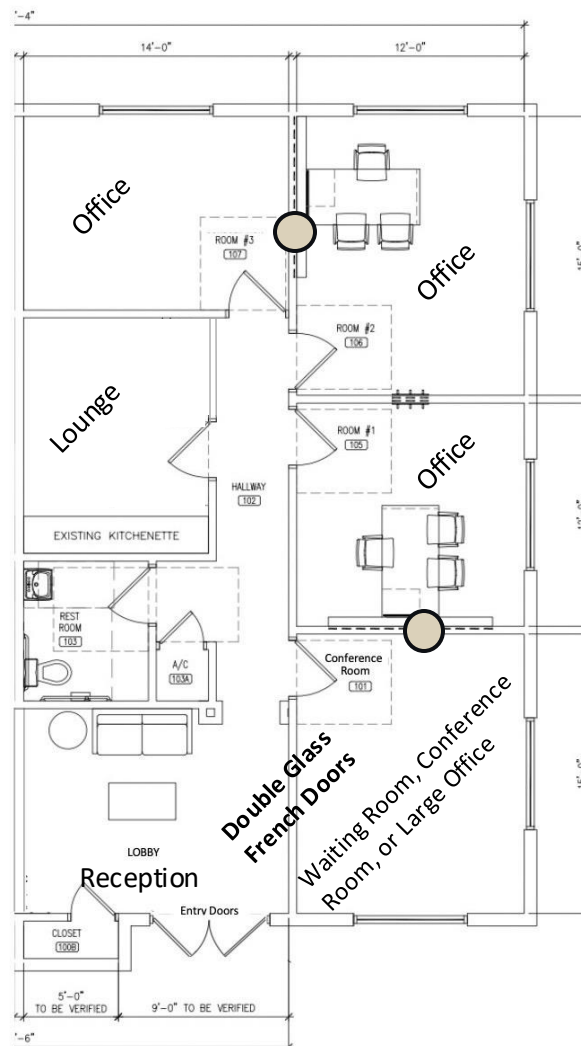 '-4"
14'-0"
12'-0"
Office
ROOM #3
107
Office
ROOM #2
106
Lounge
ROOM #1
105
Office
HALLWAY
102
EXISTING KITCHENETTE
REST
ROOM
103
A/C
103A
Conference
Room
101
Double Glass
French Doors
Waiting Room, Conference
Room, or Large Office
LOBBY
Reception
Entry Doors
CLOSET
100B
5'-0"
TO BE VERIFIED
9'-0" TO BE VERIFIED
'-6"